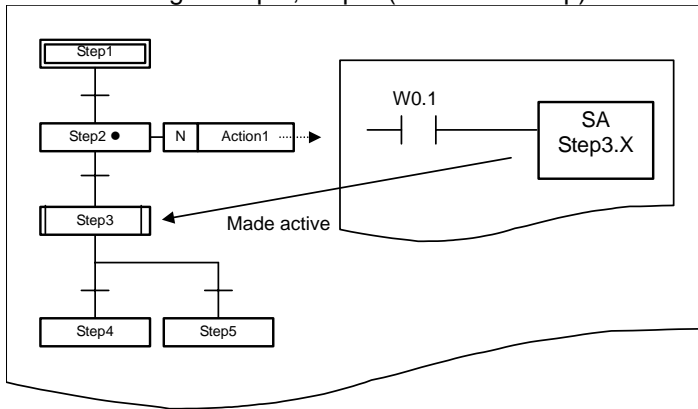 Step1
Step2
N
Action1
Step3
Step4
Step5
W0.1
SA
Step3.X
Made active